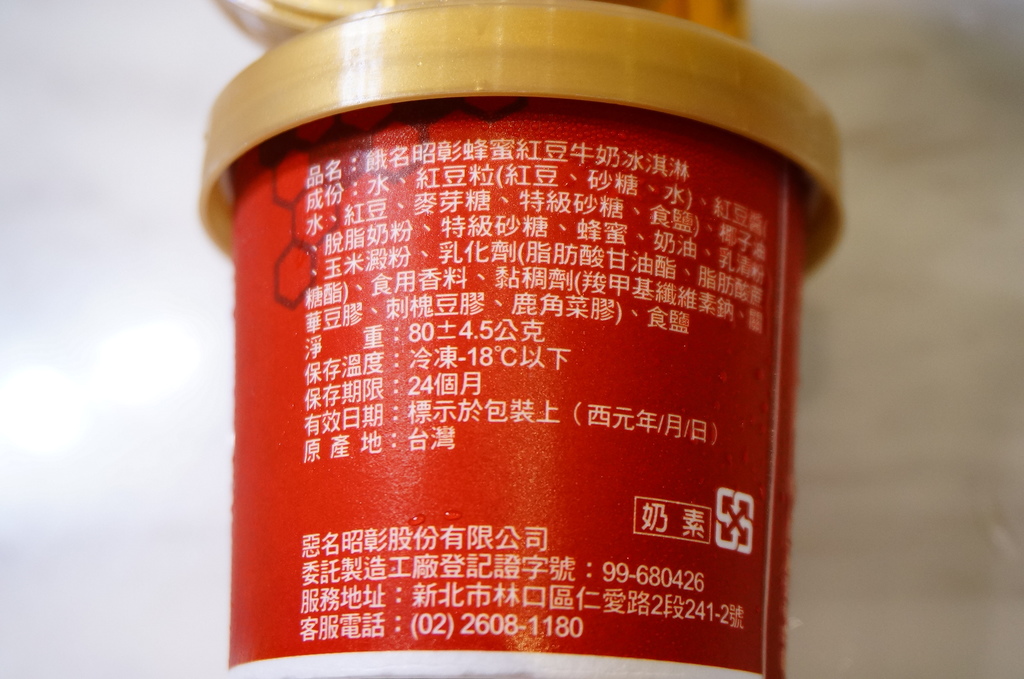 品名：餓名昭彰蜂蜜紅豆牛奶冰淇淋
成份：水、紅豆粒(紅豆、砂糖、水)、紅豆醬(
水、紅豆、麥芽糖、特級砂糖、食鹽)、椰子油
、脫脂奶粉、特級砂糖、蜂蜜、奶油、乳清粉
、玉米澱粉、乳化劑(脂肪酸甘油酯、脂肪酸蔗
糖酯)、食用香料、黏稠劑(羧甲基纖維素鈉、關
華豆膠、刺槐豆膠、鹿角菜膠)、食鹽
淨 重：80±4.5公克
保存溫度：冷凍-18℃以下
保存期限：24個月
有效日期：標示於包裝上（西元年/月/日）
原產地：台灣
奶素
惡名昭彰股份有限公司
委託製造工廠登記證字號：99-680426
服務地址：新北市林口區仁愛路2段241-2號
客服電話：(02) 2608-1180